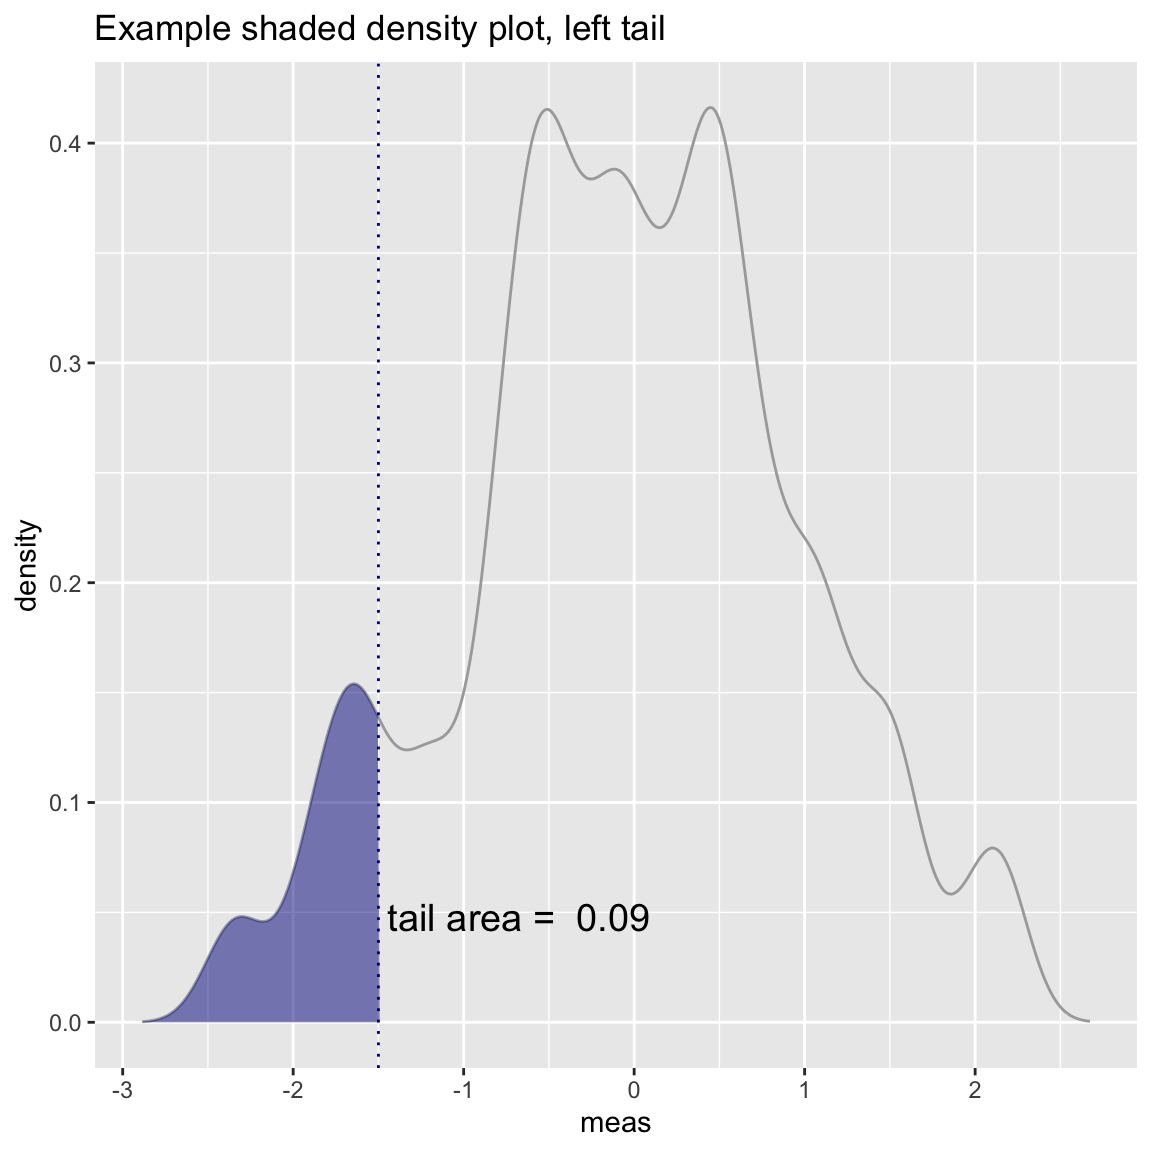 Example shaded density plot, left tail
density
0.4
0.3
0.2
0.1
0.0
tail area =  0.09
-3 -2 -1 0 1 2
meas